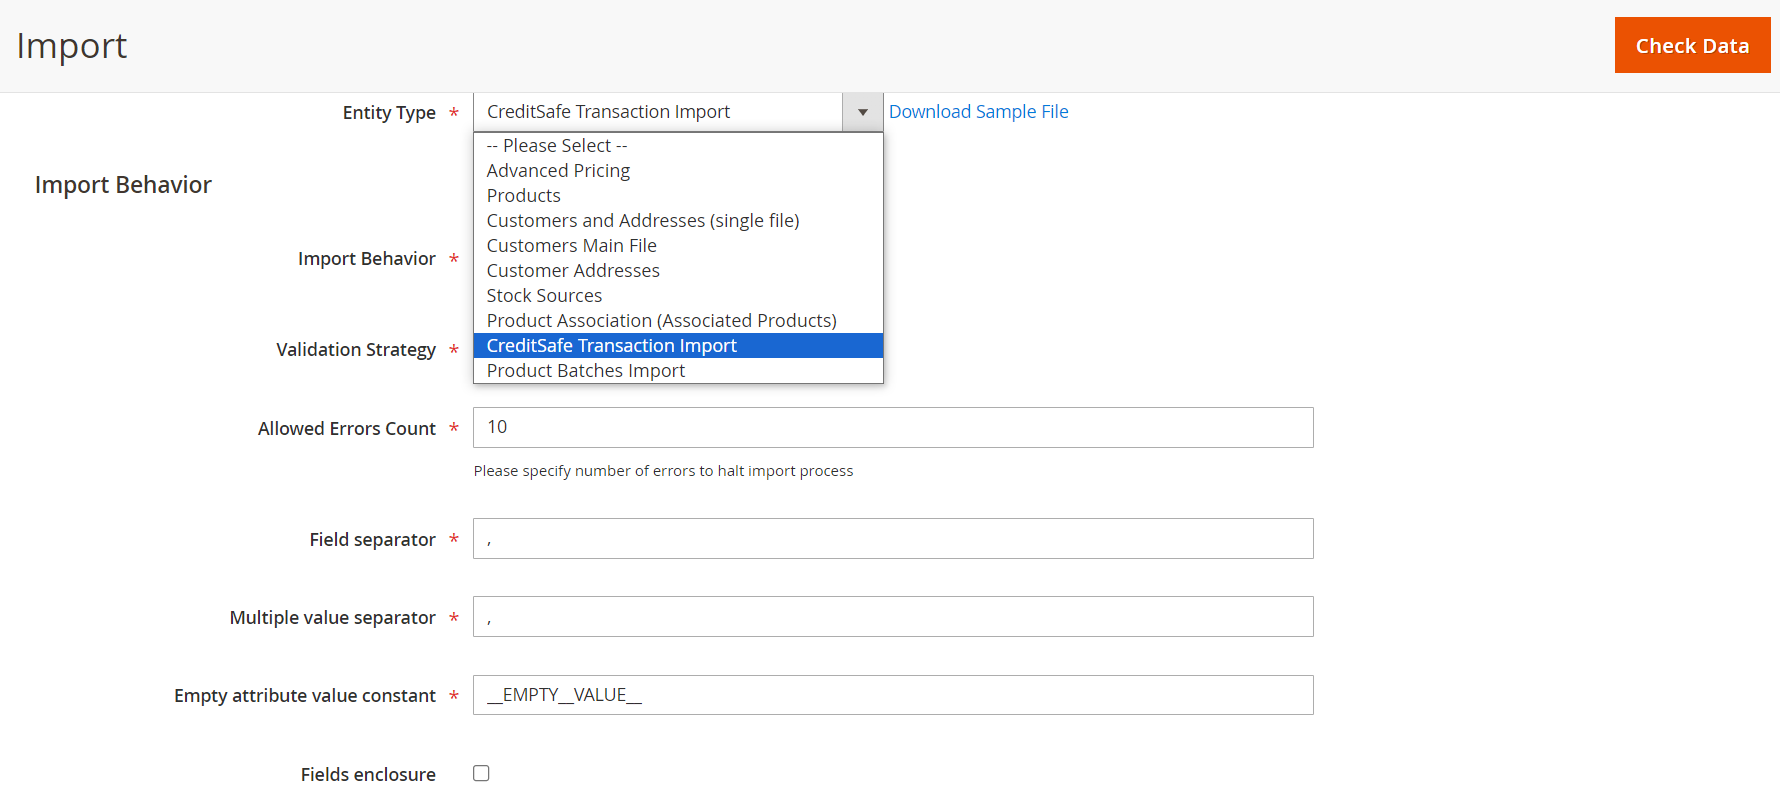 Import
Check Data
Entity Type *
CreditSafe Transaction Import
Download Sample File
-- Please Select --
Advanced Pricing
Products
Customers and Addresses (single file)
Customers Main File
Customer Addresses
Stock Sources
Product Association (Associated Products)
CreditSafe Transaction Import
Product Batches Import
Import Behavior
Import Behavior *
Validation Strategy *
Allowed Errors Count *
10
Please specify number of errors to halt import process
Field separator *
,
Multiple value separator *
,
Empty attribute value constant *
__EMPTY__VALUE__
Fields enclosure